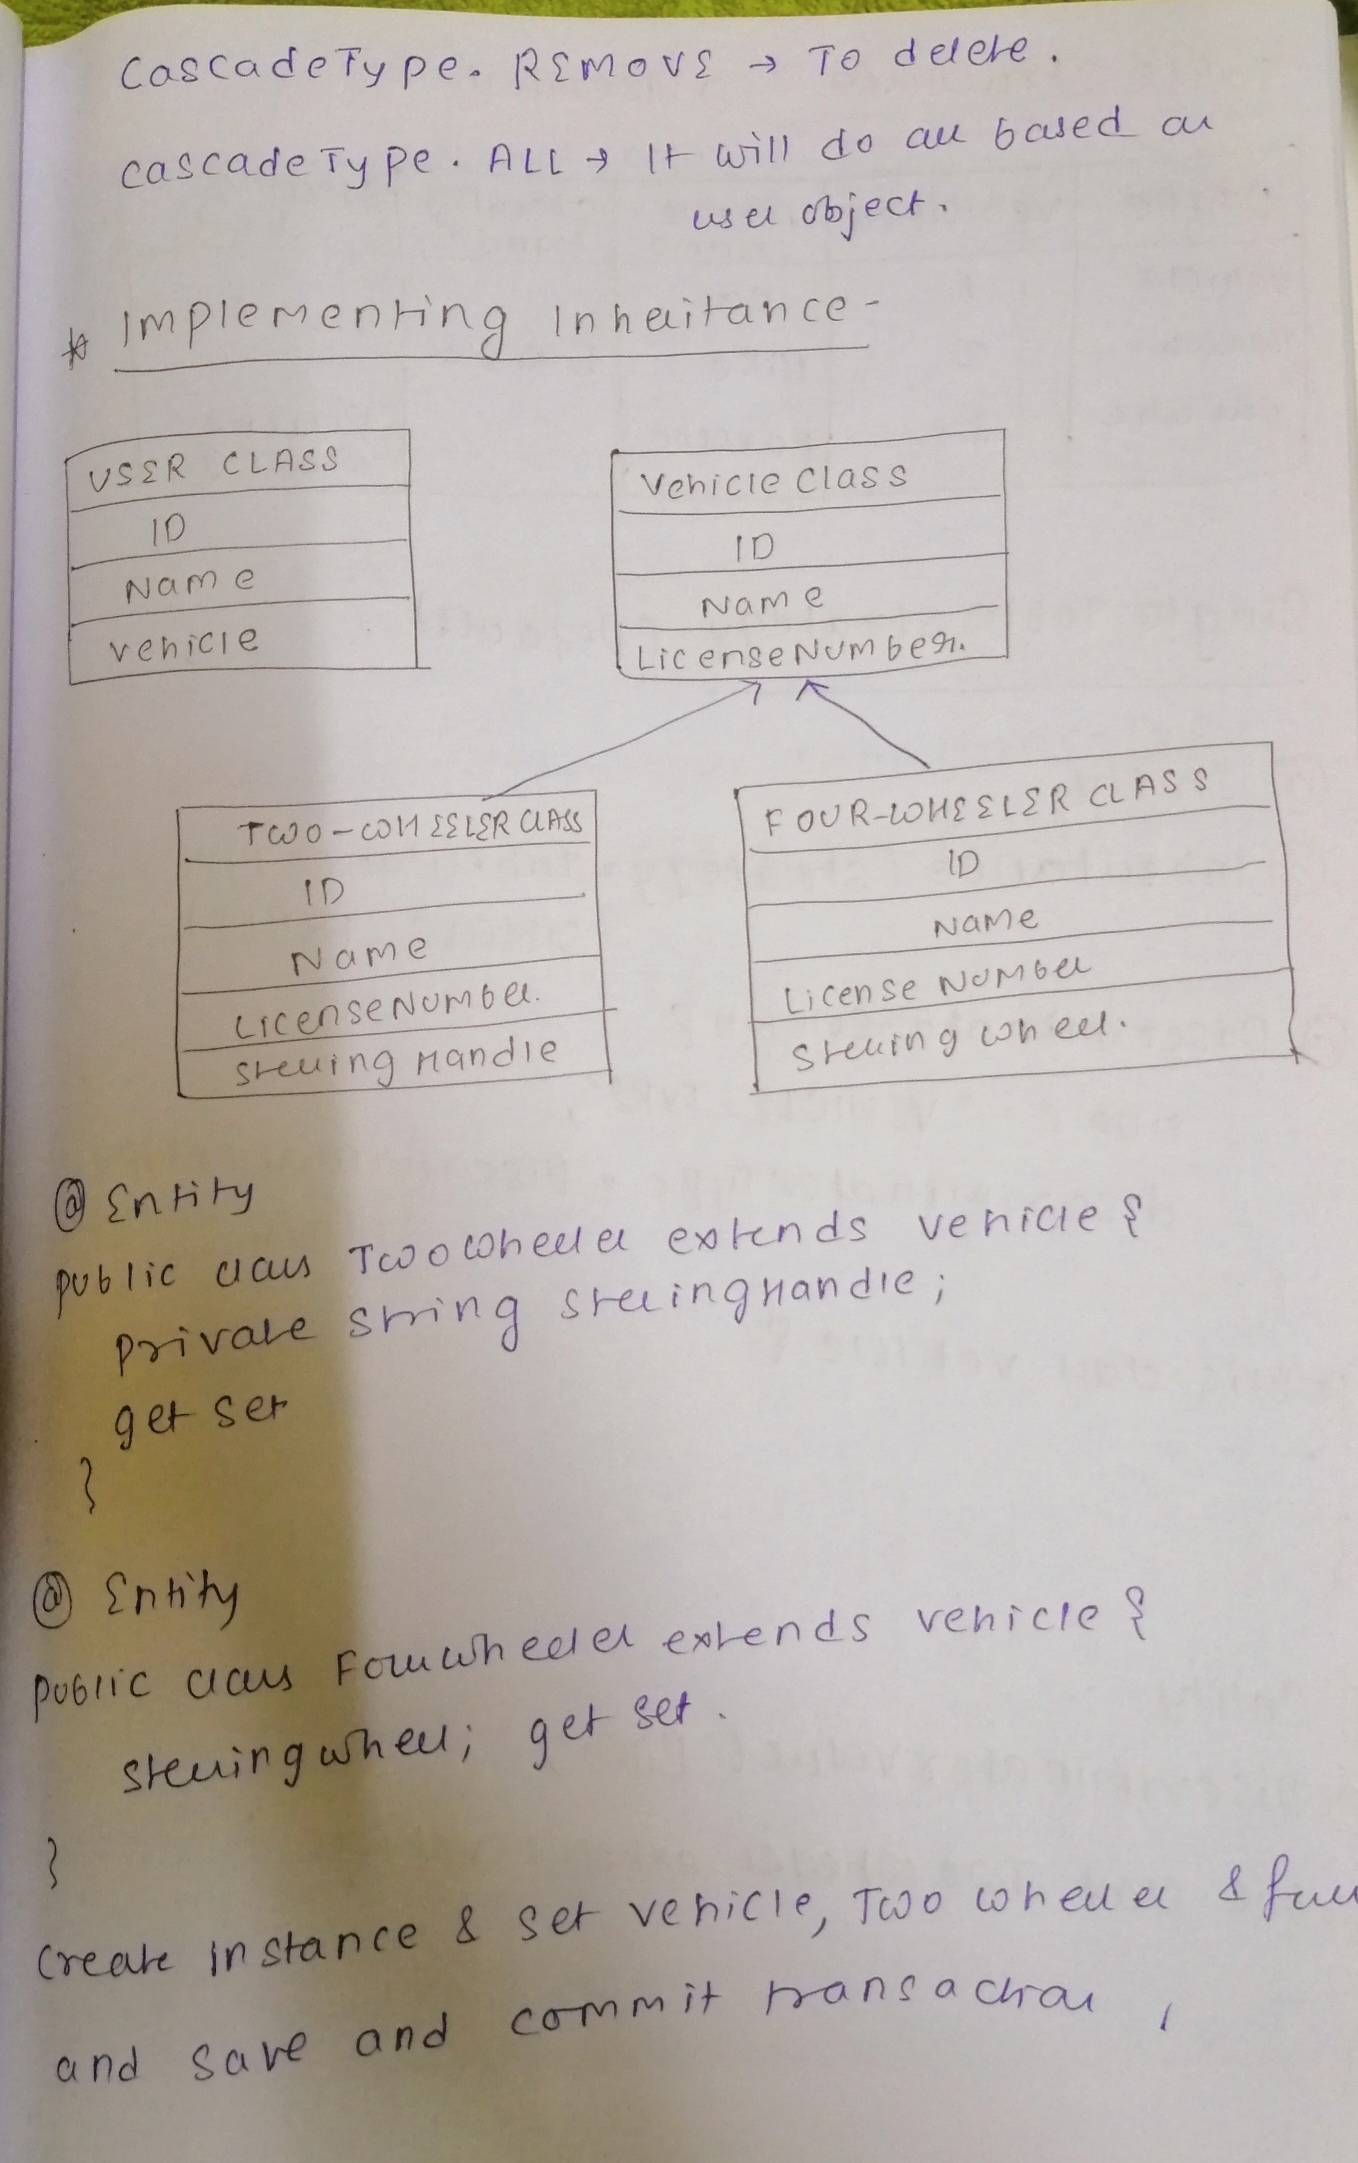 CascadeType. REMOVE → To delete.
CascadeType. ALL → It will do all based on
user object.
* Implementing Inheritance-
USER CLASS
ID
Name
vehicle
Vehicle Class
ID
Name
LicenseNumber.
TWO-WHEELER CLASS
ID
Name
LicenseNumber.
Steering Handle
FOUR-WHEELER CLASS
ID
Name
License Number
Steering wheel.
@ Entity
public class TwoWheeler extends vehicle {
private String SteeringHandle;
get set
}
@ Entity
public class FourWheeler extends vehicle {
Steeringwheel; get set.
}
Create instance & set vehicle, Two wheeler & four
and save and commit transaction,